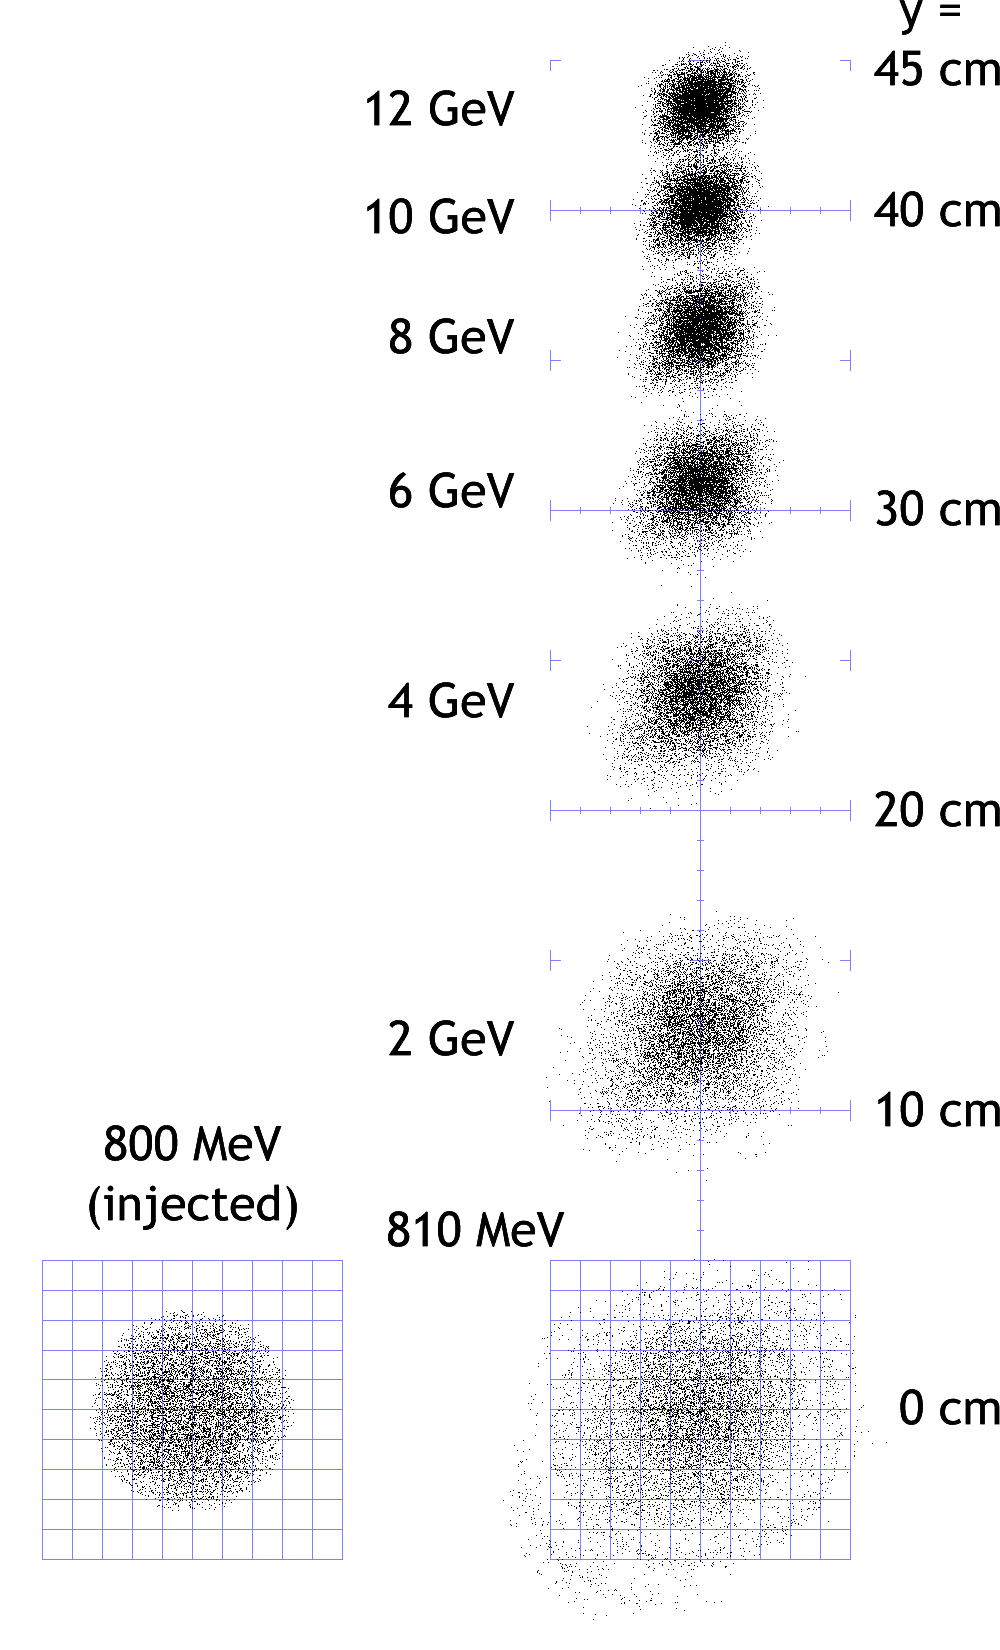 y =
45 cm
12 GeV
10 GeV
40 cm
8 GeV
6 GeV
30 cm
4 GeV
20 cm
2 GeV
10 cm
800 MeV
(injected)
810 MeV
0 cm